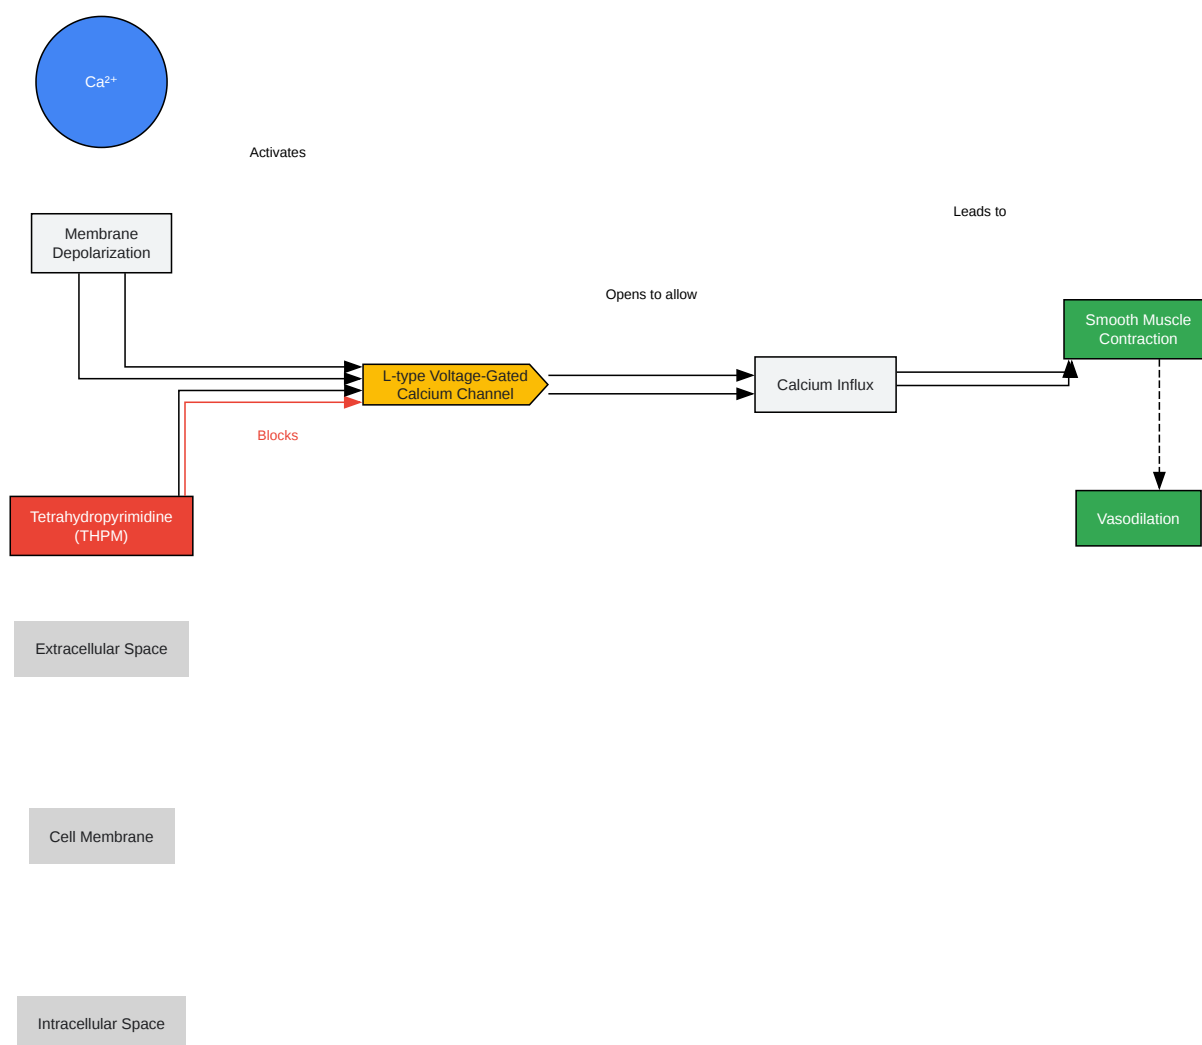 Ca²⁺
Activates
Leads to
Membrane
Depolarization
Opens to allow
Smooth Muscle
Contraction
L-type Voltage-Gated
Calcium Channel
Calcium Influx
Blocks
Tetrahydropyrimidine
(THPM)
Vasodilation
Extracellular Space
Cell Membrane
Intracellular Space